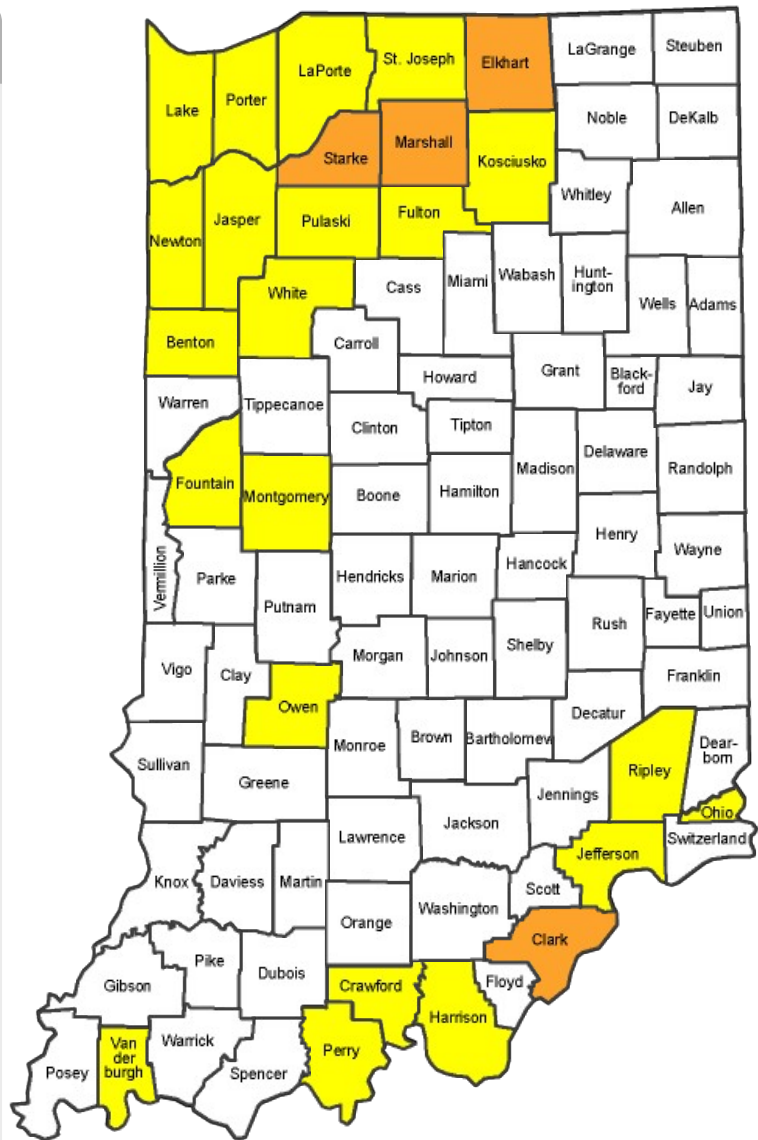 LaGrange
Steuben
St. Joseph
Elkhart
LaPorte
Porter
Lake
Noble
DeKalb
Marshall
Starke
Kosciusko
Whitley
Allen
Newton
Jasper
Pulaski
Fulton
White
Cass
Miami
Wabash
Hunt-
ington
Wells
Adams
Benton
Carroll
Howard
Grant
Black-
ford
Jay
Warren
Tippecanoe
Clinton
Tipton
Madison
Delaware
Randolph
Fountain
Montgomery
Boone
Hamilton
Henry
Wayne
Vermillion
Parke
Putnam
Hendricks
Marion
Hancock
Rush
Fayette
Union
Vigo
Clay
Morgan
Johnson
Shelby
Franklin
Owen
Monroe
Brown
Bartholomew
Decatur
Dear-
born
Sullivan
Greene
Jennings
Ripley
Ohio
Lawrence
Jackson
Jefferson
Switzerland
Knox
Daviess
Martin
Orange
Washington
Scott
Clark
Gibson
Pike
Dubois
Crawford
Harrison
Floyd
Posey
Van
der
burgh
Warrick
Spencer
Perry